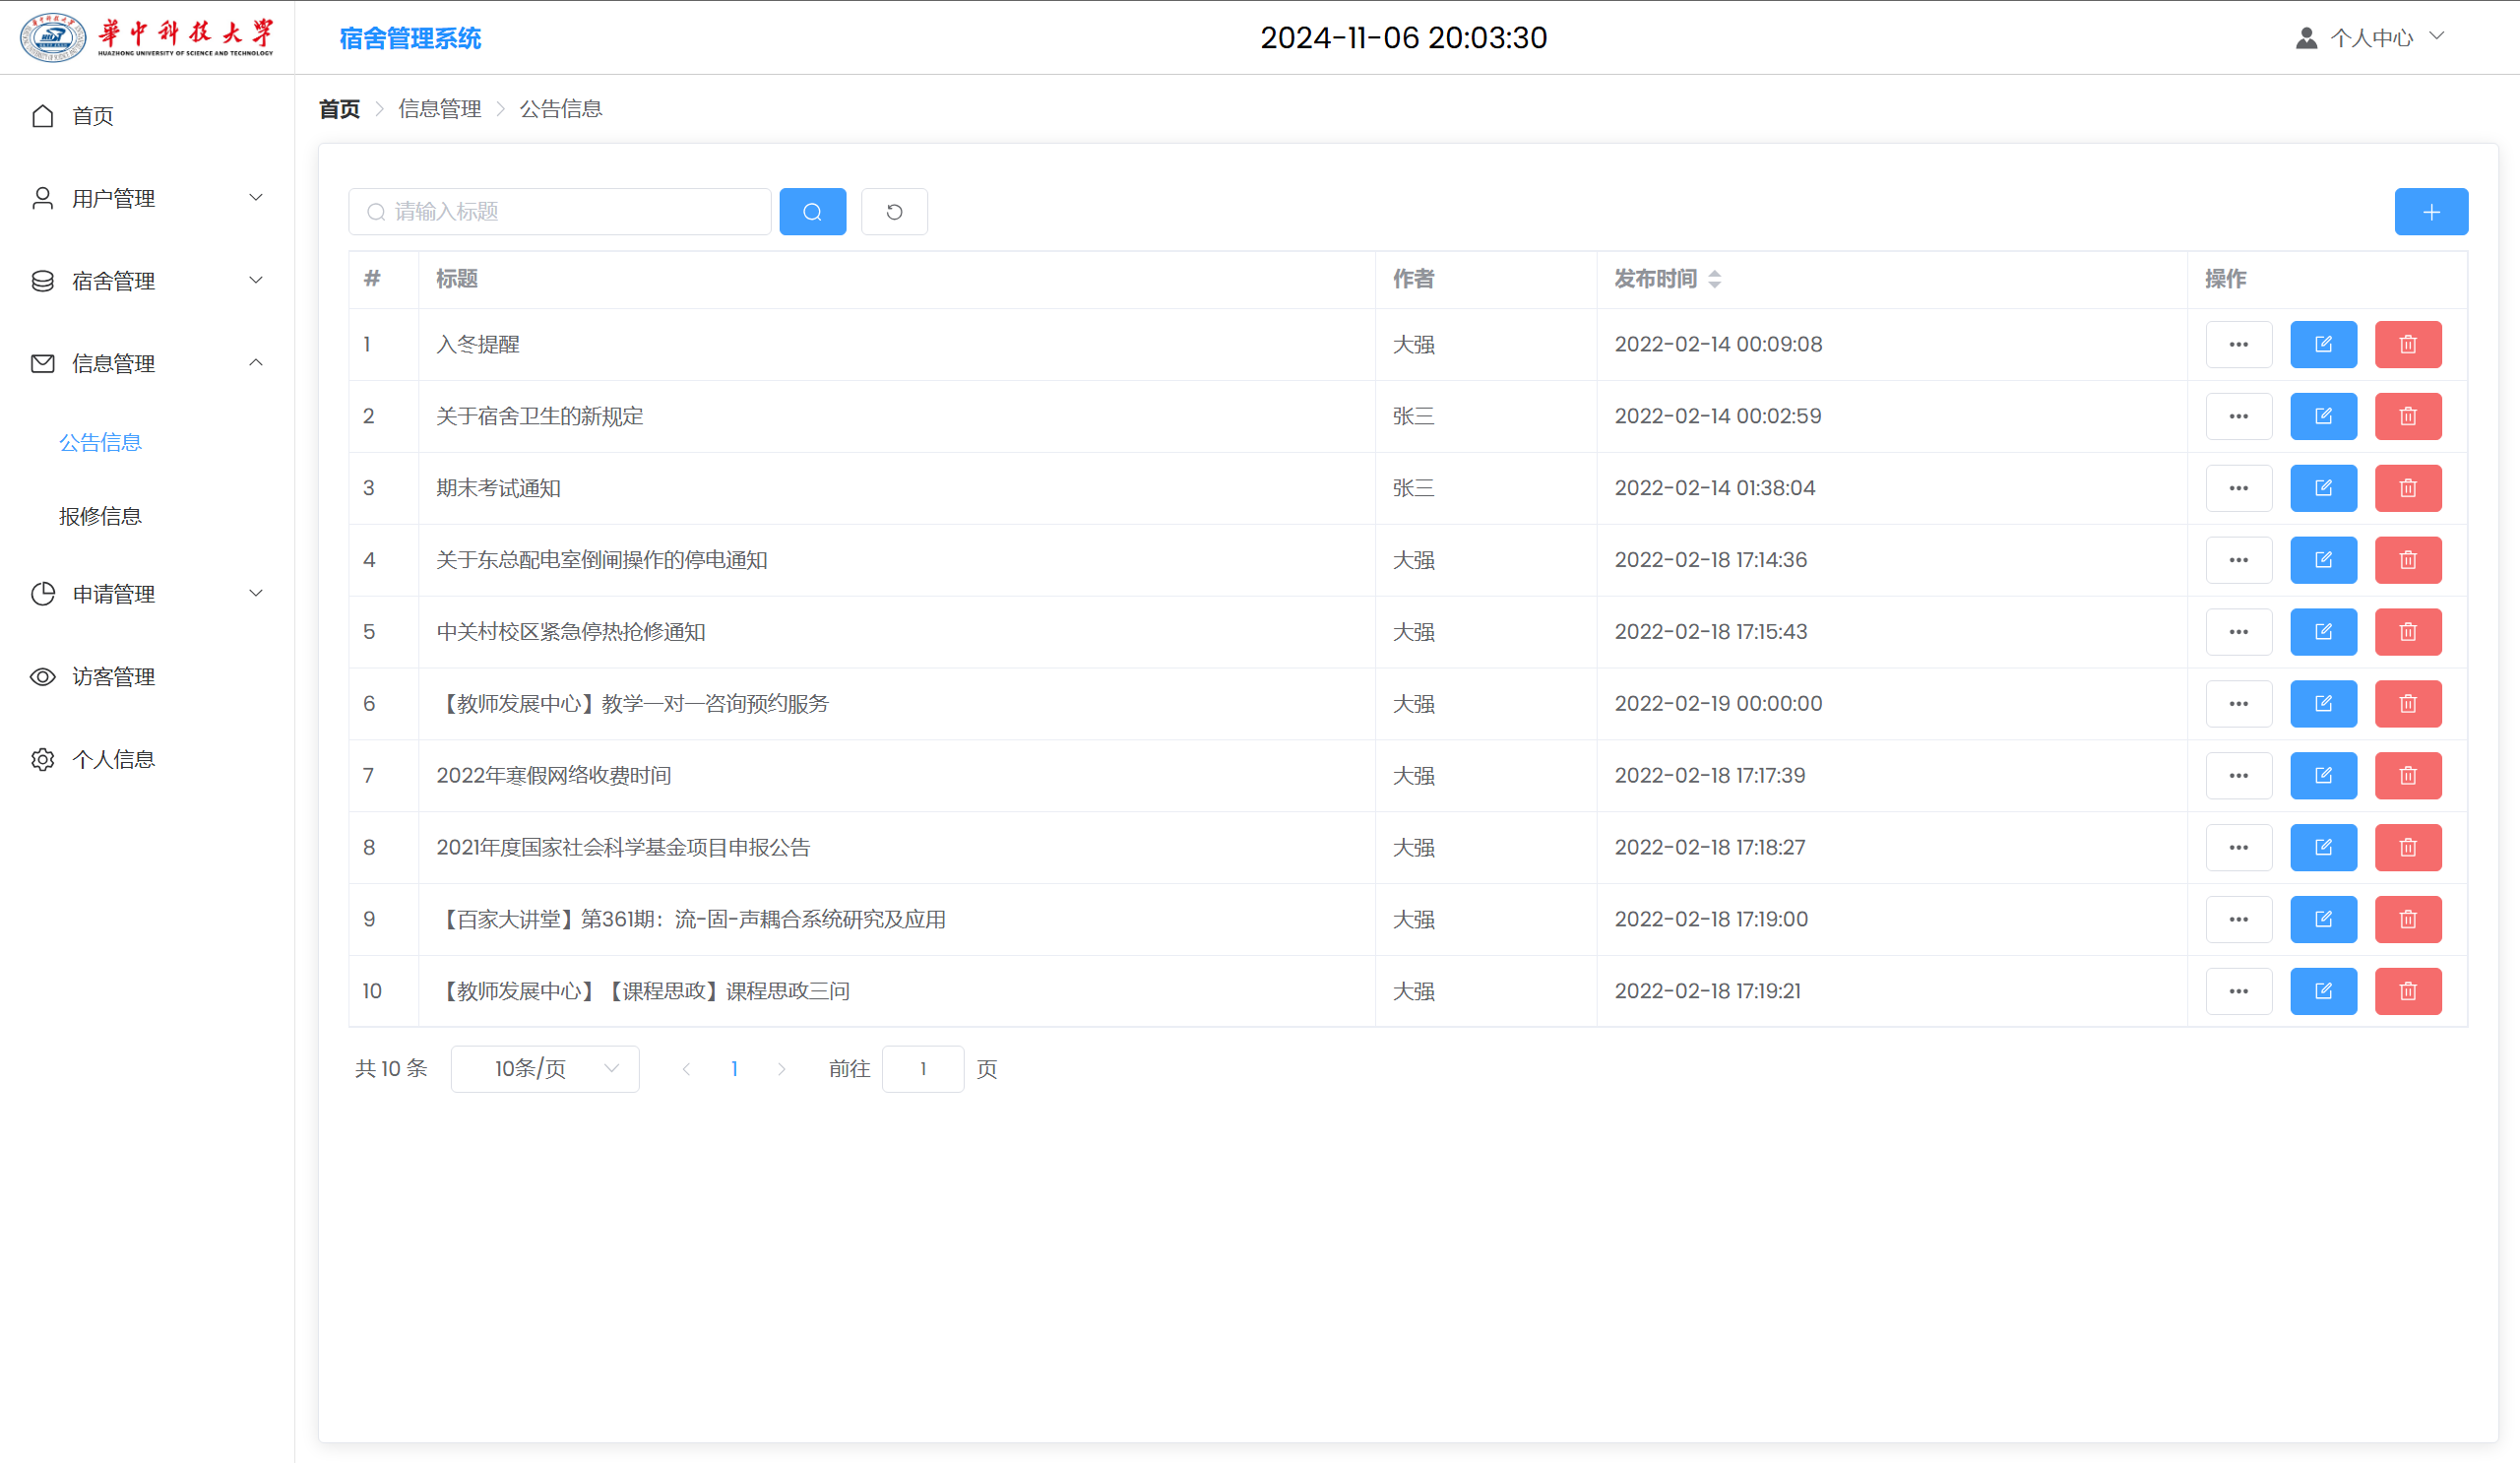 華中科技大学
HUAZHONG UNIVERSITY OF SCIENCE AND TECHNOLOGY
宿舍管理系统
2024-11-06 20:03:30
个人中心
首页
用户管理
宿舍管理
信息管理
公告信息
报修信息
申请管理
访客管理
个人信息
首页 > 信息管理 > 公告信息
请输入标题
# 标题 作者 发布时间 操作
1 入冬提醒 大强 2022-02-14 00:09:08
2 关于宿舍卫生的新规定 张三 2022-02-14 00:02:59
3 期末考试通知 张三 2022-02-14 01:38:04
4 关于东总配电室倒闸操作的停电通知 大强 2022-02-18 17:14:36
5 中关村校区紧急停热抢修通知 大强 2022-02-18 17:15:43
6 【教师发展中心】教学一对一咨询预约服务 大强 2022-02-19 00:00:00
7 2022年寒假网络收费时间 大强 2022-02-18 17:17:39
8 2021年度国家社会科学基金项目申报公告 大强 2022-02-18 17:18:27
9 【百家大讲堂】第361期：流-固-声耦合系统研究及应用 大强 2022-02-18 17:19:00
10 【教师发展中心】【课程思政】课程思政三问 大强 2022-02-18 17:19:21
共 10 条 10条/页 1 前往 1 页